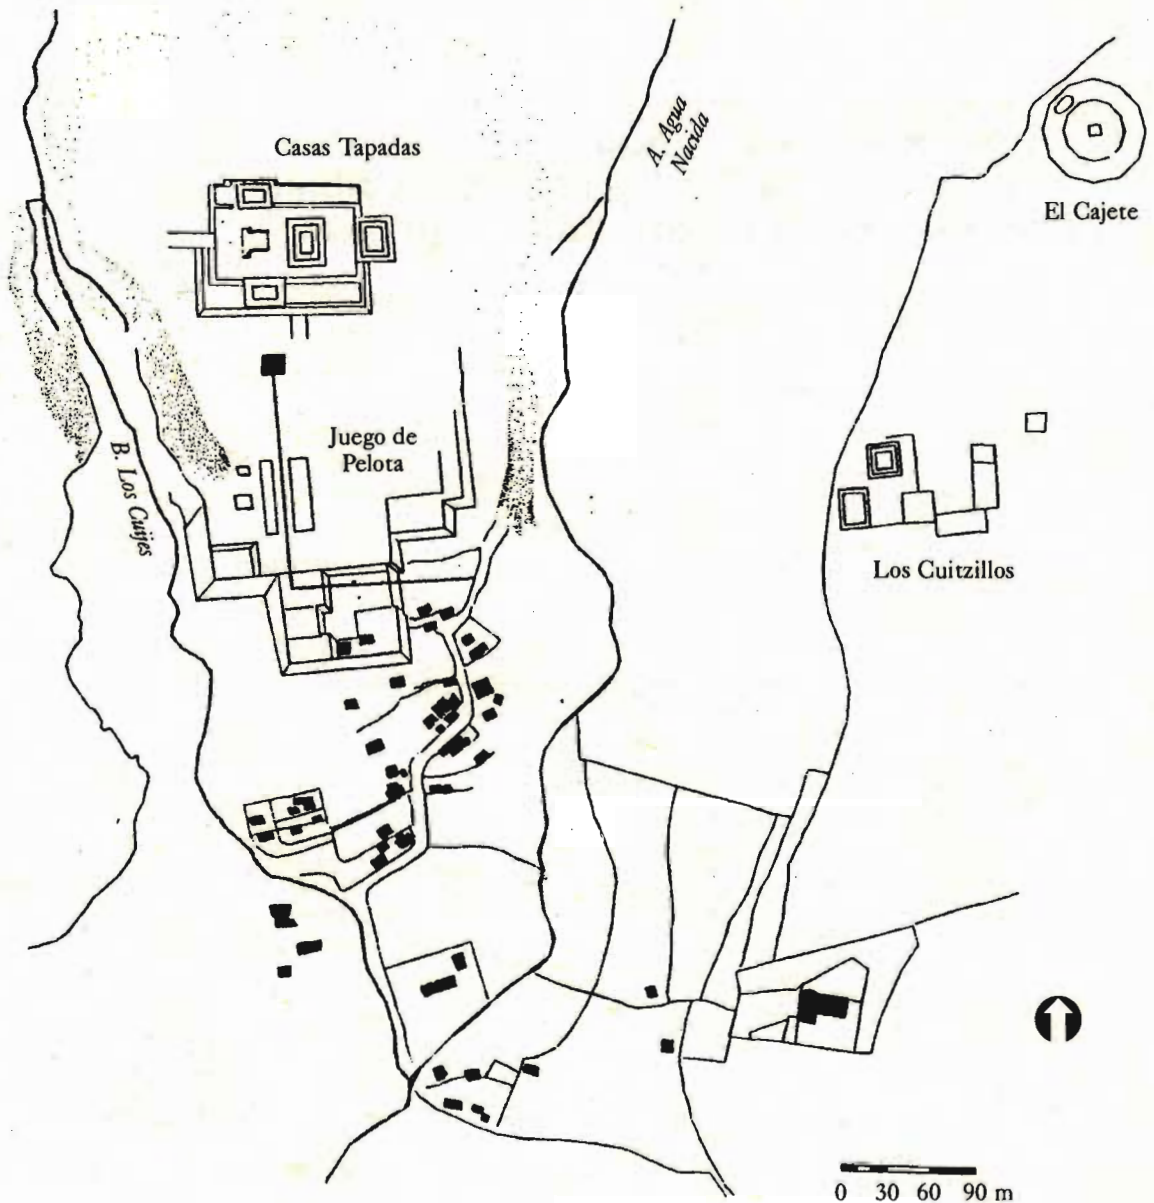 Casas Tapadas
A. Agua
Nacida
El Cajete
Juego de
Pelota
B. Los Cuijes
Los Cuitzillos
0 30 60 90 m